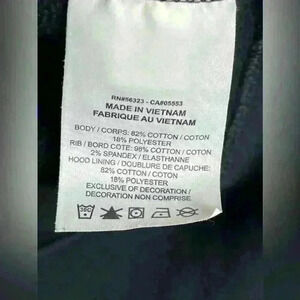 RN#56323 - CA#05553
MADE IN VIETNAM
FABRIQUE AU VIETNAM
BODY / CORPS: 82% COTTON / COTON
18% POLYESTER
RIB / BORD COTE: 98% COTTON / COTON
2% SPANDEX / ELASTHANNE
HOOD LINING / DOUBLURE DE CAPUCHE:
82% COTTON / COTON
18% POLYESTER
EXCLUSIVE OF DECORATION /
DECORATION NON COMPRISE.